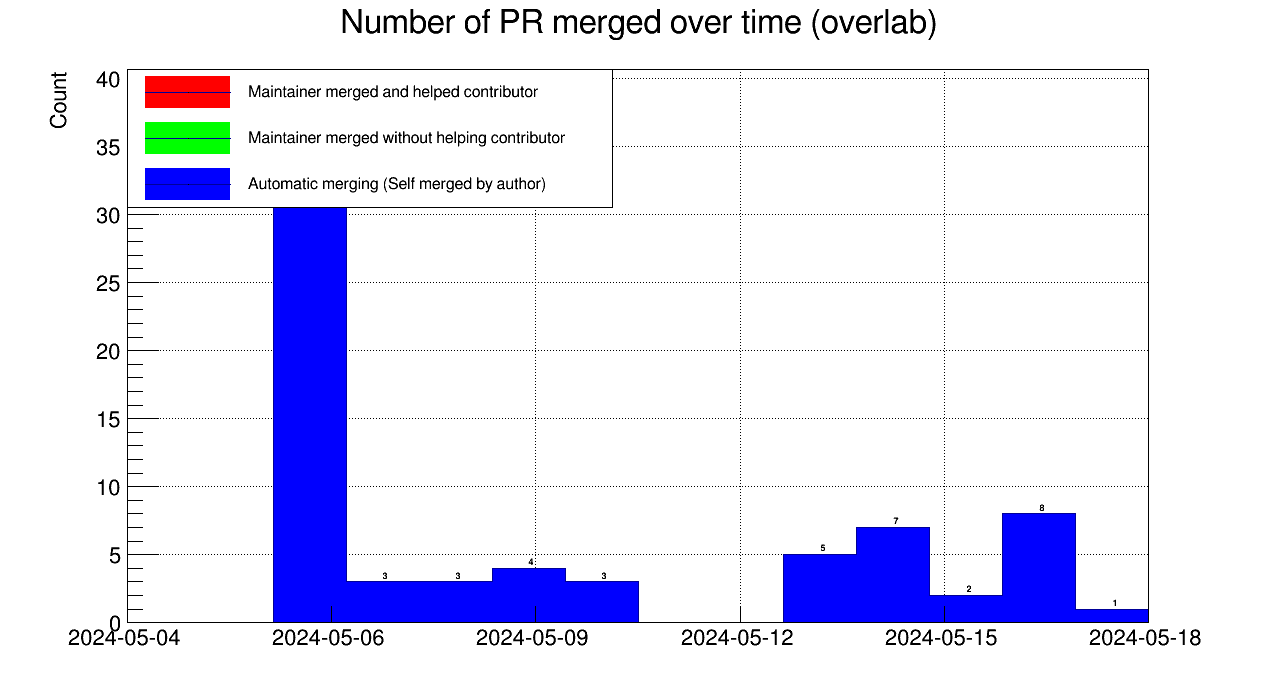 Number of PR merged over time (overlab)
Count
40
35
30
25
20
15
10
5
0
Maintainer merged and helped contributor
Maintainer merged without helping contributor
Automatic merging (Self merged by author)
3 3 4 3 5 7 2 8 1
2024-05-04 2024-05-06 2024-05-09 2024-05-12 2024-05-15 2024-05-18